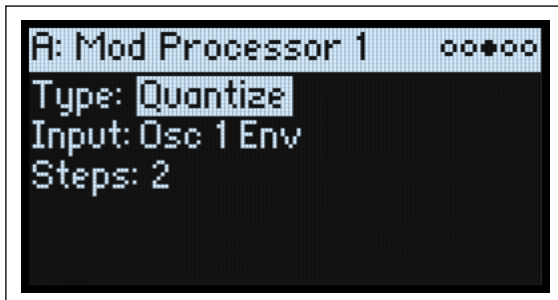 A: Mod Processor 1
Type: Quantize
Input: Osc 1 Env
Steps: 2